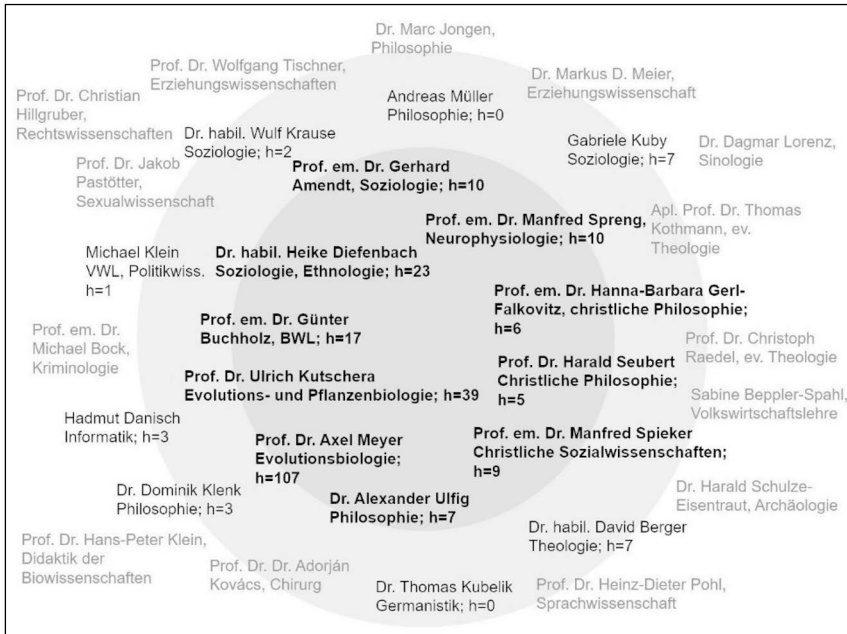 Dr. Marc Jongen,
Philosophie
Prof. Dr. Wolfgang Tischner,
Erziehungswissenschaften
Dr. Markus D. Meier,
Erziehungswissenschaft
Prof. Dr. Christian
Hillgruber,
Rechtswissenschaften
Andreas Müller
Philosophie; h=0
Dr. habil. Wulf Krause
Soziologie; h=2
Gabriele Kuby
Soziologie; h=7
Dr. Dagmar Lorenz,
Sinologie
Prof. Dr. Jakob
Pastötter,
Sexualwissenschaft
Prof. em. Dr. Gerhard
Amendt, Soziologie; h=10
Prof. em. Dr. Manfred Spreng,
Neurophysiologie; h=10
Apl. Prof. Dr. Thomas
Kothmann, ev.
Theologie
Michael Klein
VWL, Politikwiss.
h=1
Dr. habil. Heike Diefenbach
Soziologie, Ethnologie; h=23
Prof. em. Dr. Hanna-Barbara Gerl-
Falkovitz, christliche Philosophie;
h=6
Prof. em. Dr. Günter
Buchholz, BWL; h=17
Prof. em. Dr.
Michael Bock,
Kriminologie
Prof. Dr. Christoph
Raedel, ev. Theologie
Prof. Dr. Harald Seubert
Christliche Philosophie;
h=5
Prof. Dr. Ulrich Kutschera
Evolutions- und Pflanzenbiologie; h=39
Sabine Beppler-Spahl,
Volkswirtschaftslehre
Hadmut Danisch
Informatik; h=3
Prof. Dr. Axel Meyer
Evolutionsbiologie;
h=107
Prof. em. Dr. Manfred Spieker
Christliche Sozialwissenschaften;
h=9
Dr. Dominik Klenk
Philosophie; h=3
Dr. Alexander Ulfig
Philosophie; h=7
Dr. Harald Schulze-
Eisentraut, Archäologie
Dr. habil. David Berger
Theologie; h=7
Prof. Dr. Hans-Peter Klein,
Didaktik der
Biowissenschaften
Prof. Dr. Dr. Adorján
Kovács, Chirurg
Dr. Thomas Kubelik
Germanistik; h=0
Prof. Dr. Heinz-Dieter Pohl,
Sprachwissenschaft